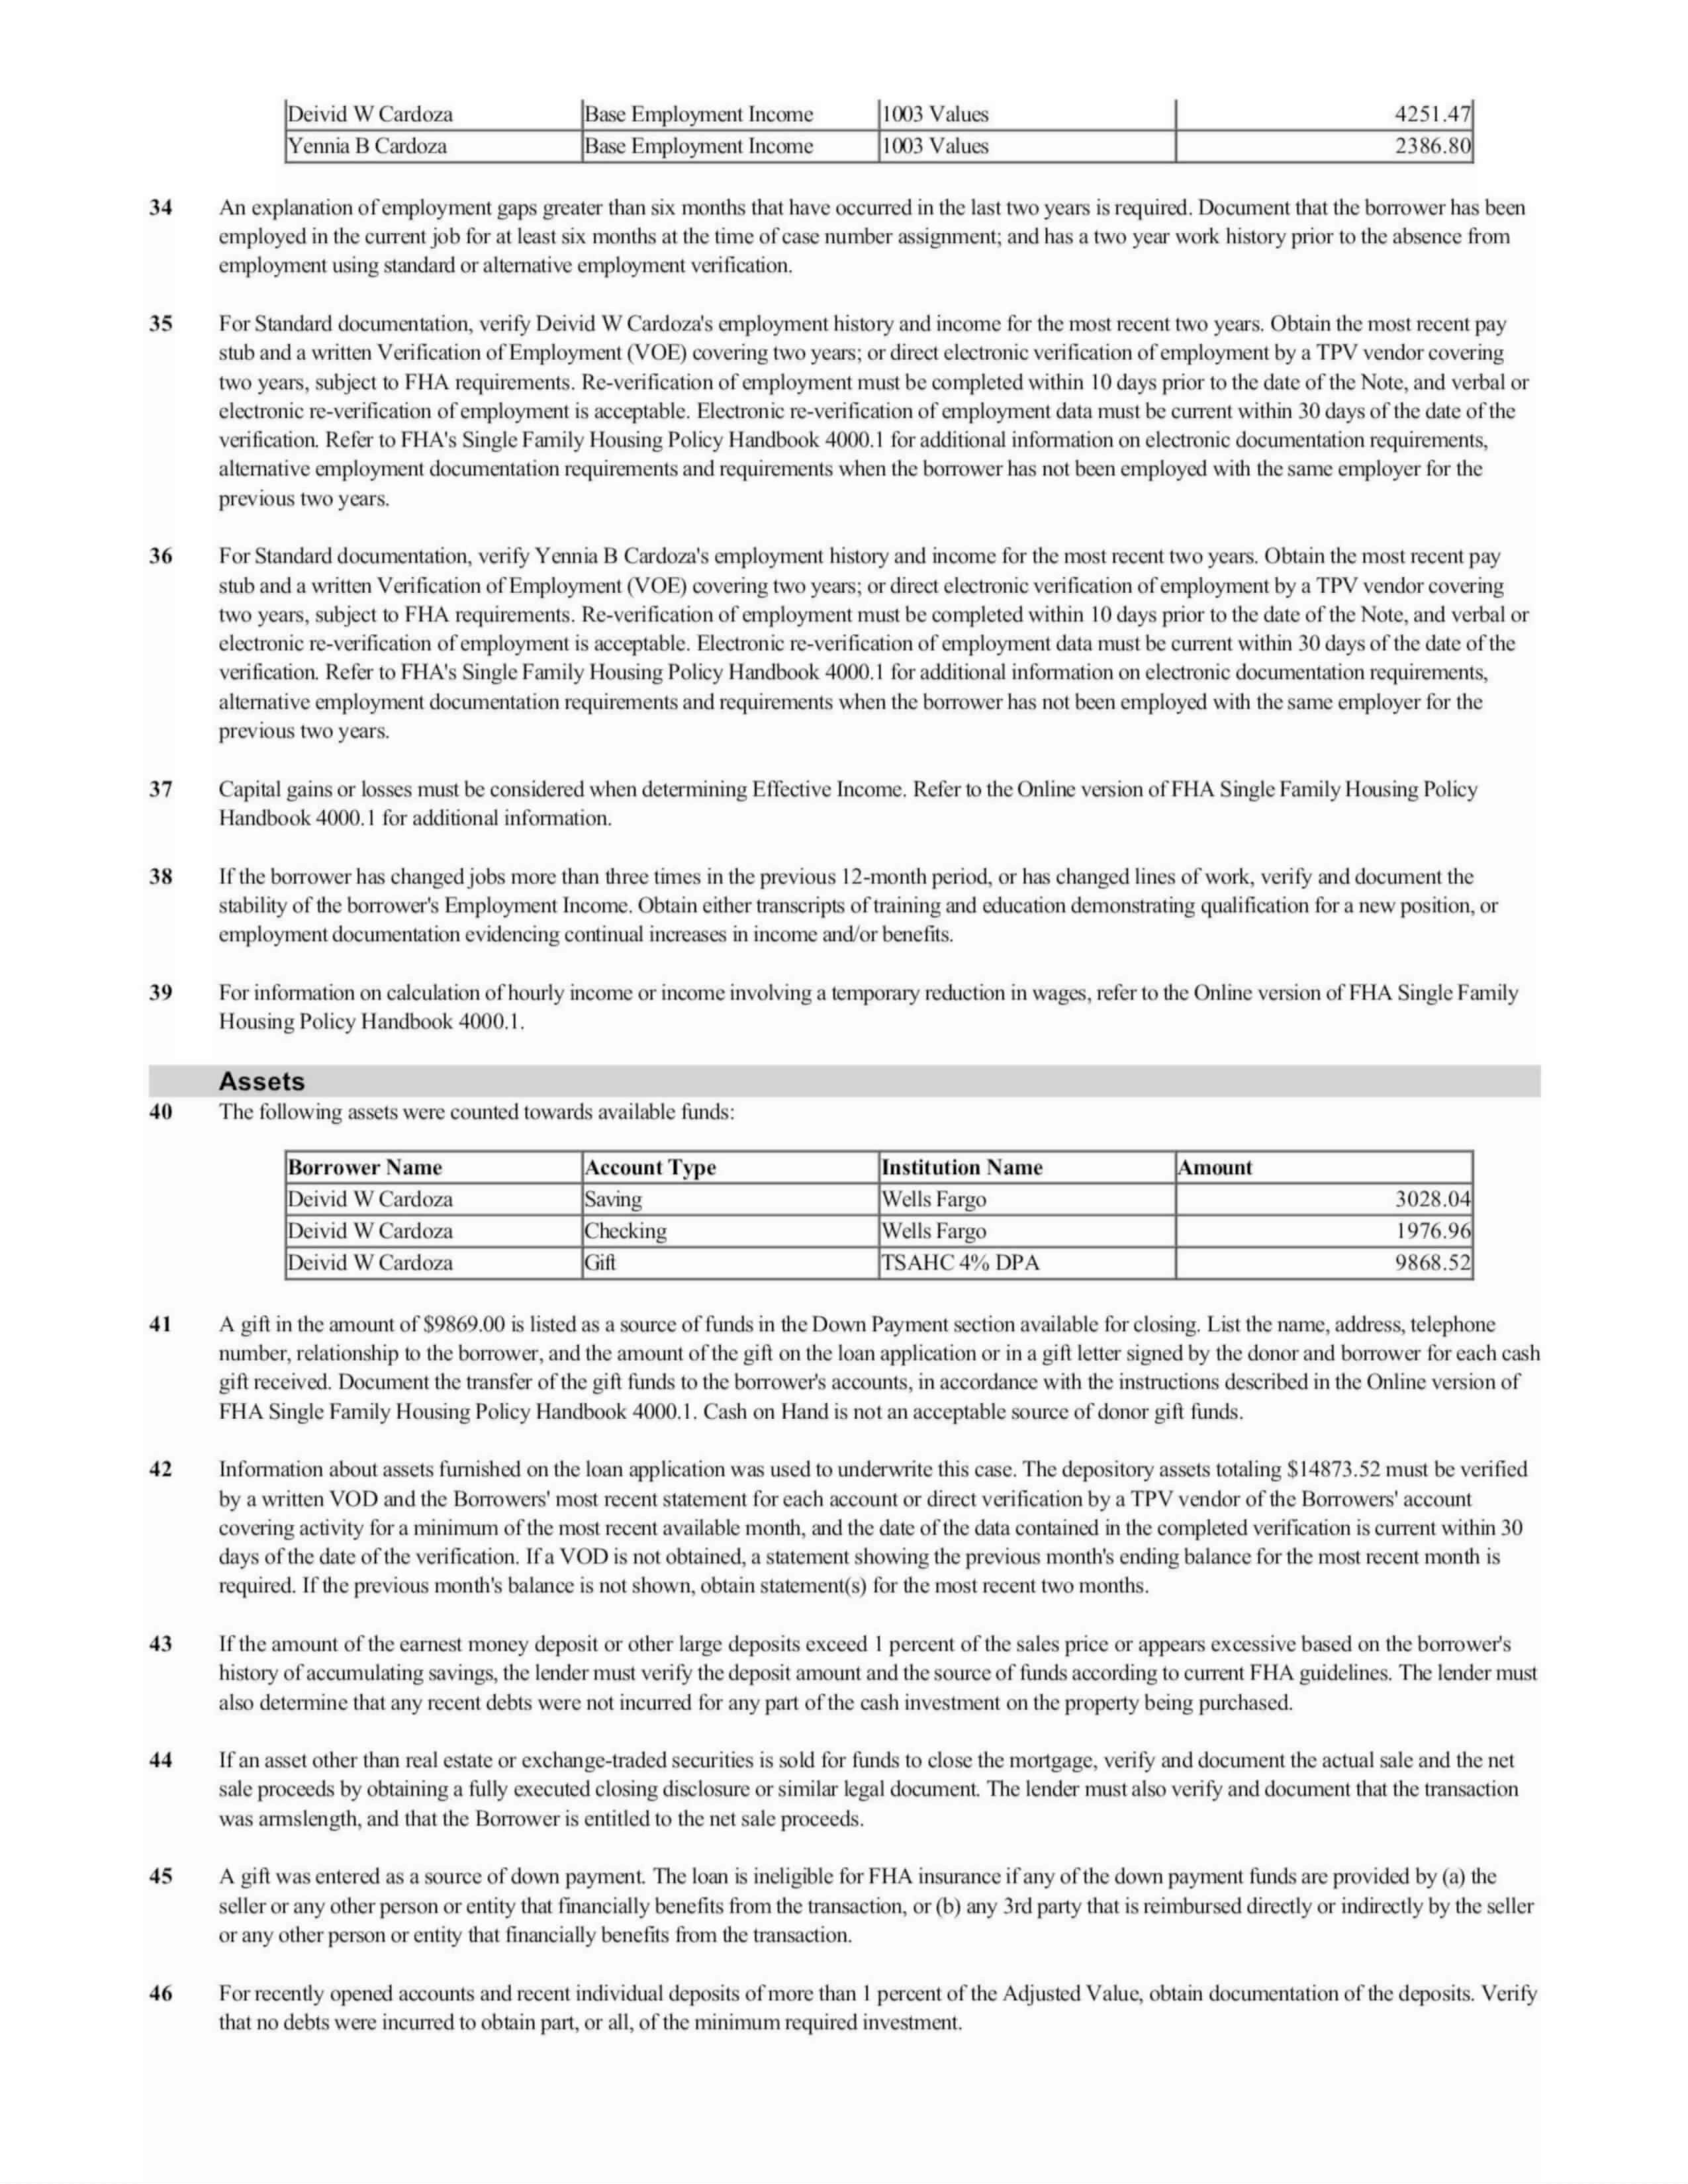 Deivid W Cardoza Base Employment Income 1003 Values 4251.47
Yennia B Cardoza Base Employment Income 1003 Values 2386.80
34 An explanation of employment gaps greater than six months that have occurred in the last two years is required. Document that the borrower has been
employed in the current job for at least six months at the time of case number assignment; and has a two year work history prior to the absence from
employment using standard or alternative employment verification.
35 For Standard documentation, verify Deivid W Cardoza's employment history and income for the most recent two years. Obtain the most recent pay
stub and a written Verification of Employment (VOE) covering two years; or direct electronic verification of employment by a TPV vendor covering
two years, subject to FHA requirements. Re-verification of employment must be completed within 10 days prior to the date of the Note, and verbal or
electronic re-verification of employment is acceptable. Electronic re-verification of employment data must be current within 30 days of the date of the
verification. Refer to FHA's Single Family Housing Policy Handbook 4000.1 for additional information on electronic documentation requirements,
alternative employment documentation requirements and requirements when the borrower has not been employed with the same employer for the
previous two years.
36 For Standard documentation, verify Yennia B Cardoza's employment history and income for the most recent two years. Obtain the most recent pay
stub and a written Verification of Employment (VOE) covering two years; or direct electronic verification of employment by a TPV vendor covering
two years, subject to FHA requirements. Re-verification of employment must be completed within 10 days prior to the date of the Note, and verbal or
electronic re-verification of employment is acceptable. Electronic re-verification of employment data must be current within 30 days of the date of the
verification. Refer to FHA's Single Family Housing Policy Handbook 4000.1 for additional information on electronic documentation requirements,
alternative employment documentation requirements and requirements when the borrower has not been employed with the same employer for the
previous two years.
37 Capital gains or losses must be considered when determining Effective Income. Refer to the Online version of FHA Single Family Housing Policy
Handbook 4000.1 for additional information.
38 If the borrower has changed jobs more than three times in the previous 12-month period, or has changed lines of work, verify and document the
stability of the borrower's Employment Income. Obtain either transcripts of training and education demonstrating qualification for a new position, or
employment documentation evidencing continual increases in income and/or benefits.
39 For information on calculation of hourly income or income involving a temporary reduction in wages, refer to the Online version of FHA Single Family
Housing Policy Handbook 4000.1.
Assets
40 The following assets were counted towards available funds:
Borrower Name Account Type Institution Name Amount
Deivid W Cardoza Saving Wells Fargo 3028.04
Deivid W Cardoza Checking Wells Fargo 1976.96
Deivid W Cardoza Gift TSAHC 4% DPA 9868.52
41 A gift in the amount of $9869.00 is listed as a source of funds in the Down Payment section available for closing. List the name, address, telephone
number, relationship to the borrower, and the amount of the gift on the loan application or in a gift letter signed by the donor and borrower for each cash
gift received. Document the transfer of the gift funds to the borrower's accounts, in accordance with the instructions described in the Online version of
FHA Single Family Housing Policy Handbook 4000.1. Cash on Hand is not an acceptable source of donor gift funds.
42 Information about assets furnished on the loan application was used to underwrite this case. The depository assets totaling $14873.52 must be verified
by a written VOD and the Borrowers' most recent statement for each account or direct verification by a TPV vendor of the Borrowers' account
covering activity for a minimum of the most recent available month, and the date of the data contained in the completed verification is current within 30
days of the date of the verification. If a VOD is not obtained, a statement showing the previous month's ending balance for the most recent month is
required. If the previous month's balance is not shown, obtain statement(s) for the most recent two months.
43 If the amount of the earnest money deposit or other large deposits exceed 1 percent of the sales price or appears excessive based on the borrower's
history of accumulating savings, the lender must verify the deposit amount and the source of funds according to current FHA guidelines. The lender must
also determine that any recent debts were not incurred for any part of the cash investment on the property being purchased.
44 If an asset other than real estate or exchange-traded securities is sold for funds to close the mortgage, verify and document the actual sale and the net
sale proceeds by obtaining a fully executed closing disclosure or similar legal document. The lender must also verify and document that the transaction
was armslength, and that the Borrower is entitled to the net sale proceeds.
45 A gift was entered as a source of down payment. The loan is ineligible for FHA insurance if any of the down payment funds are provided by (a) the
seller or any other person or entity that financially benefits from the transaction, or (b) any 3rd party that is reimbursed directly or indirectly by the seller
or any other person or entity that financially benefits from the transaction.
46 For recently opened accounts and recent individual deposits of more than 1 percent of the Adjusted Value, obtain documentation of the deposits. Verify
that no debts were incurred to obtain part, or all, of the minimum required investment.